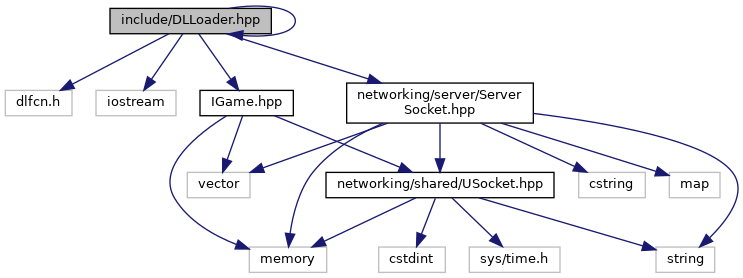 include/DLLoader.hpp
dlfcn.h
iostream
IGame.hpp
networking/server/Server
Socket.hpp
vector
networking/shared/USocket.hpp
cstring
map
memory
cstdint
sys/time.h
string